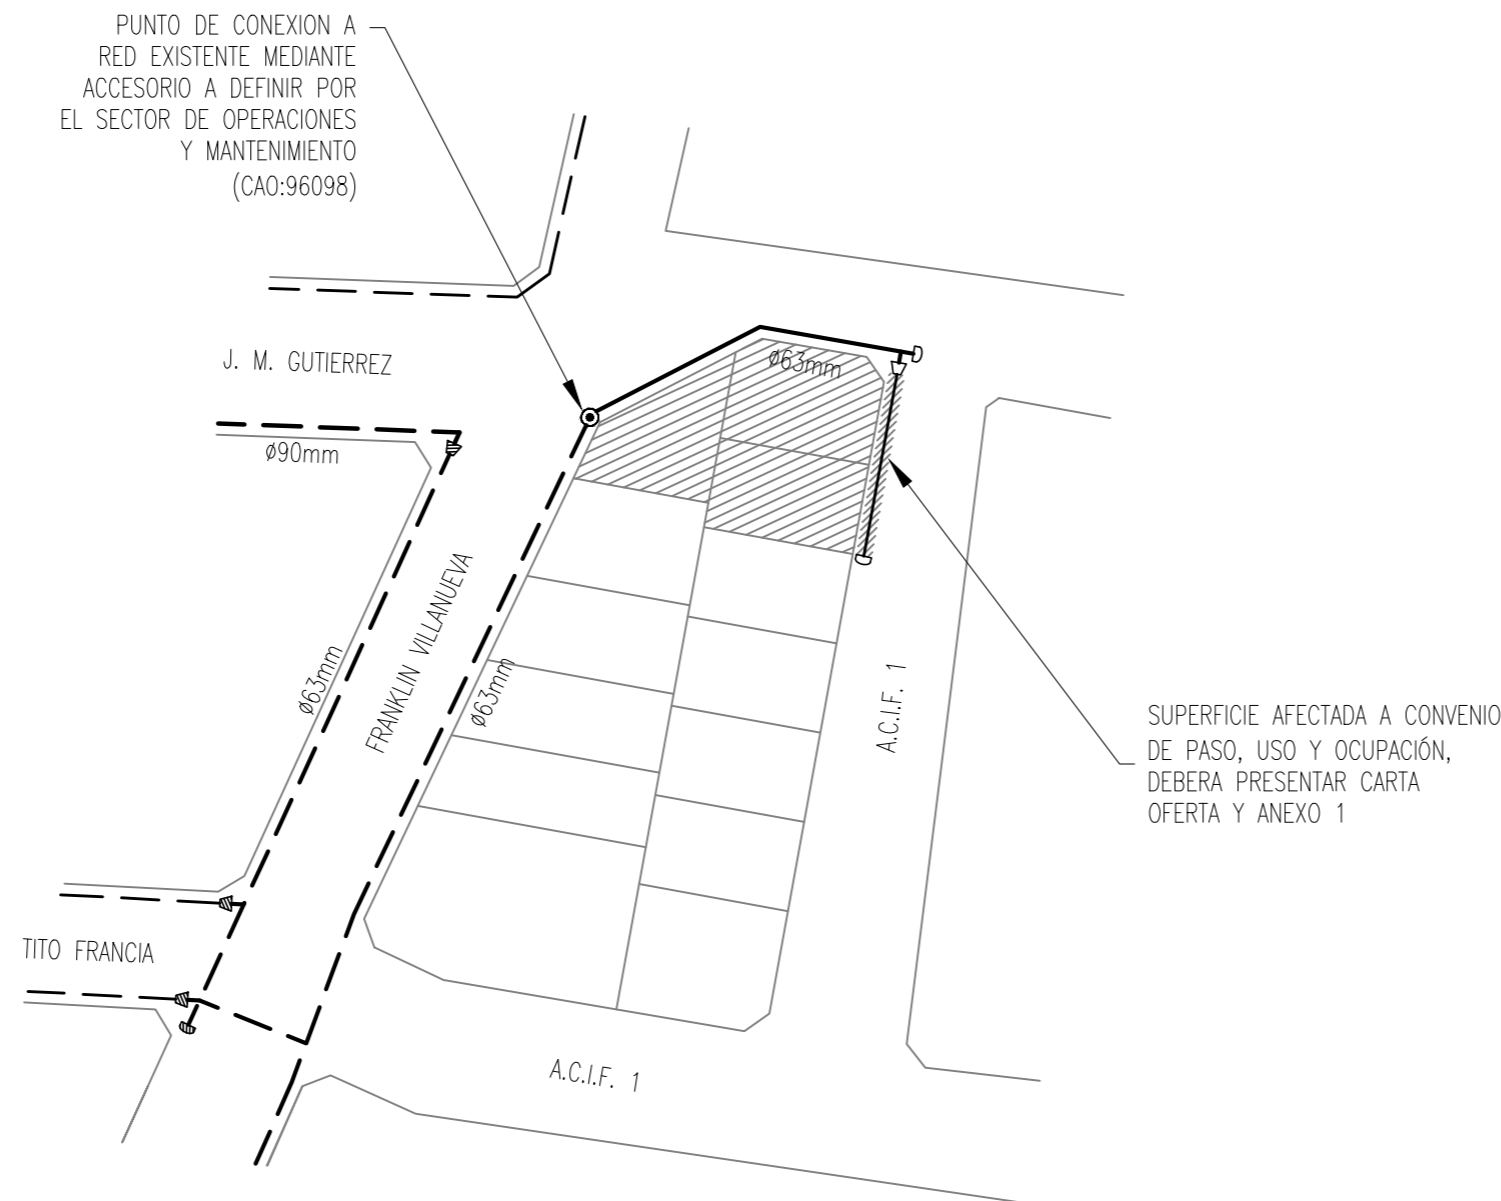 PUNTO DE CONEXION A
RED EXISTENTE MEDIANTE
ACCESORIO A DEFINIR POR
EL SECTOR DE OPERACIONES
Y MANTENIMIENTO
(CAO:96098)
J. M. GUTIERREZ
ø63mm
ø90mm
FRANKLIN VILLANUEVA
ø63mm
ø63mm
A.C.I.F. 1
SUPERFICIE AFECTADA A CONVENIO
DE PASO, USO Y OCUPACIÓN,
DEBERA PRESENTAR CARTA
OFERTA Y ANEXO 1
TITO FRANCIA
A.C.I.F. 1